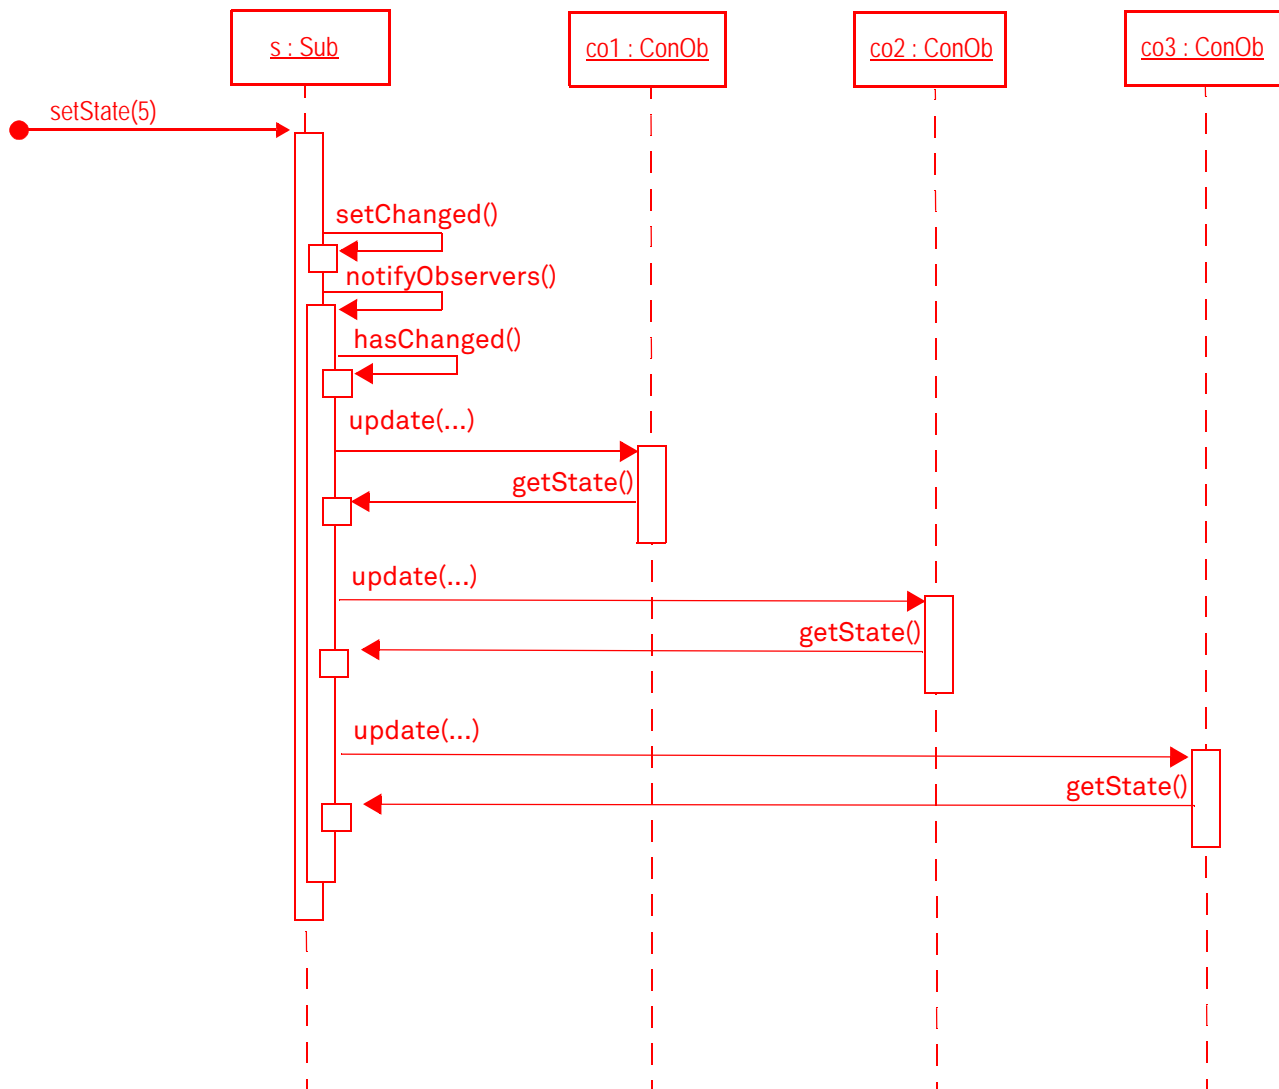 s : Sub
co1 : ConOb
co2 : ConOb
co3 : ConOb
setState(5)
setChanged()
notifyObservers()
hasChanged()
update(...)
getState()
update(...)
getState()
update(...)
getState()